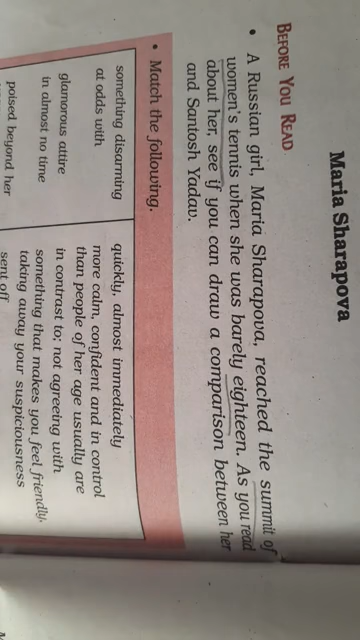 Maria Sharapova
BEFORE YOU READ
• A Russian girl, Maria Sharapova, reached the summit of
women's tennis when she was barely eighteen. As you read
about her, see if you can draw a comparison between her
and Santosh Yadav.
• Match the following.
something disarming
at odds with
glamorous attire
in almost no time
poised beyond her
quickly, almost immediately
more calm, confident and in control
than people of her age usually are
in contrast to; not agreeing with
something that makes you feel friendly,
taking away your suspiciousness
sent off